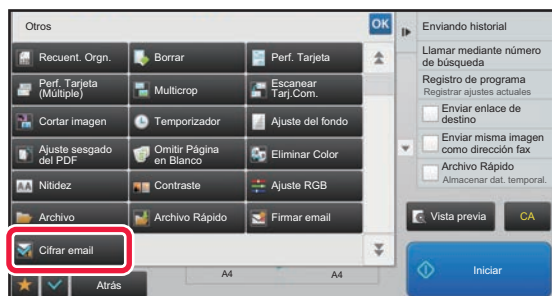 Otros
OK
Recuent. Orgn.
Borrar
Perf. Tarjeta
Perf. Tarjeta
(Múltiple)
Multicrop
Escanear
Tarj.Com.
Cortar imagen
Temporizador
Ajuste del fondo
Ajuste sesgado
del PDF
Omitir Página
en Blanco
Eliminar Color
Nitidez
Contraste
Ajuste RGB
Archivo
Archivo Rápido
Firmar email
Cifrar email
Atrás
A4
A4
Enviando historial
Llamar mediante número
de búsqueda
Registro de programa
Registrar ajustes actuales
Enviar enlace de
destino
Enviar misma imagen
como dirección fax
Archivo Rápido
Almacenar dat. temporal.
Vista previa
CA
Iniciar